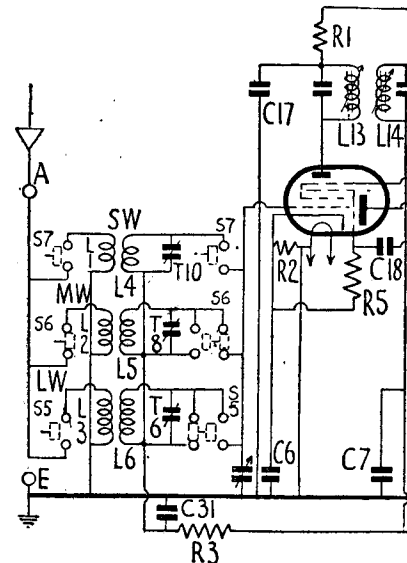 R1
C17
L13 L14
A
SW
S7 L1 S7
T10
L4
R2 C18
R5
MW
S6 L2 T8 S6
L5
LW
S5 L3 T6 S5
L6
C6 C7
E
C31
R3